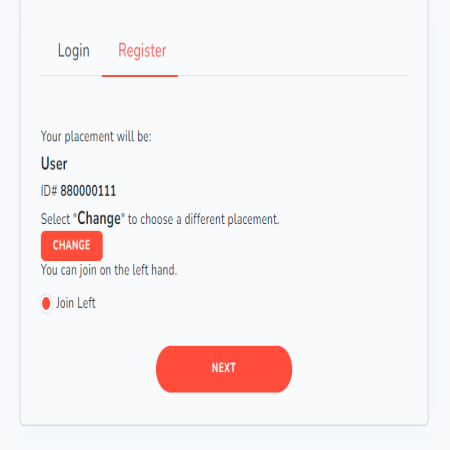 Login Register
Your placement will be:
User
ID# 880000111
Select "Change" to choose a different placement.
CHANGE
You can join on the left hand.
Join Left
NEXT